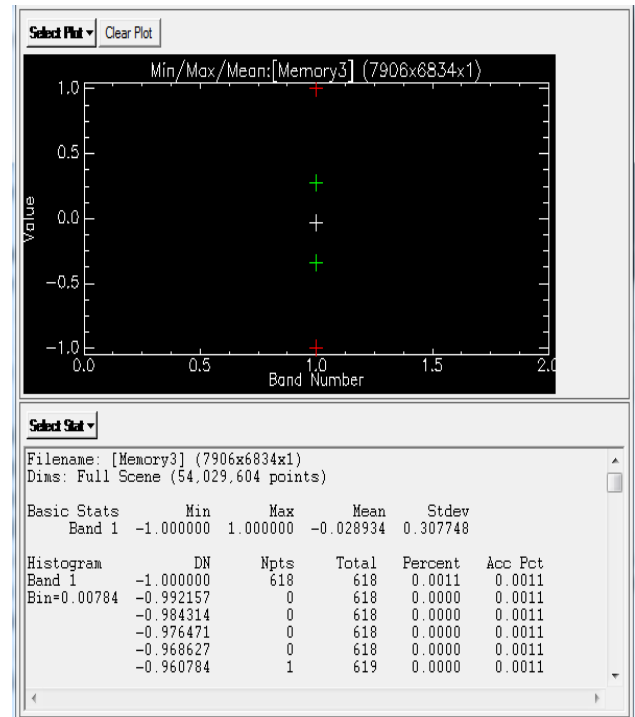 Select Plot Clear Plot
Min/Max/Mean:[Memory3] (7906x6834x1)
1.0
0.5
0.0
-0.5
-1.0
Value
0.0 0.5 1.0 1.5 2.0
Band Number
Select Stat
Filename: [Memory3] (7906x6834x1)
Dims: Full Scene (54,029,604 points)
Basic Stats Min Max Mean Stdev
Band 1 -1.000000 1.000000 -0.028934 0.307748
Histogram DN Npts Total Percent Acc Pct
Band 1 -1.000000 618 618 0.0011 0.0011
Bin=0.00784 -0.992157 0 618 0.0000 0.0011
-0.984314 0 618 0.0000 0.0011
-0.976471 0 618 0.0000 0.0011
-0.968627 0 618 0.0000 0.0011
-0.960784 1 619 0.0000 0.0011